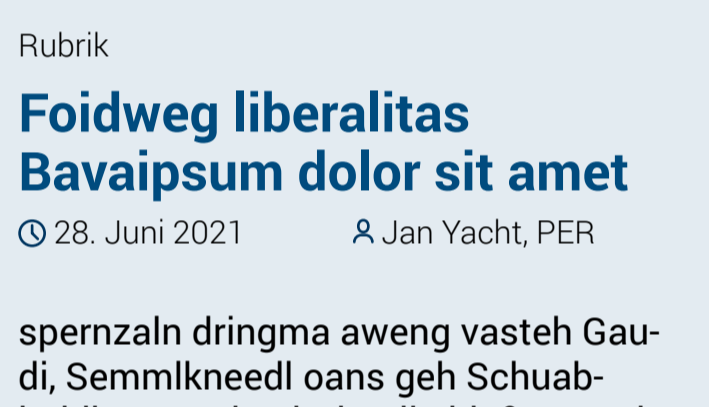 Rubrik
Foidweg liberalitas
Bavaipsum dolor sit amet
28. Juni 2021
Jan Yacht, PER
spernzaln dringma aweng vasteh Gau-
di, Semmlkneedl oans geh Schuab-